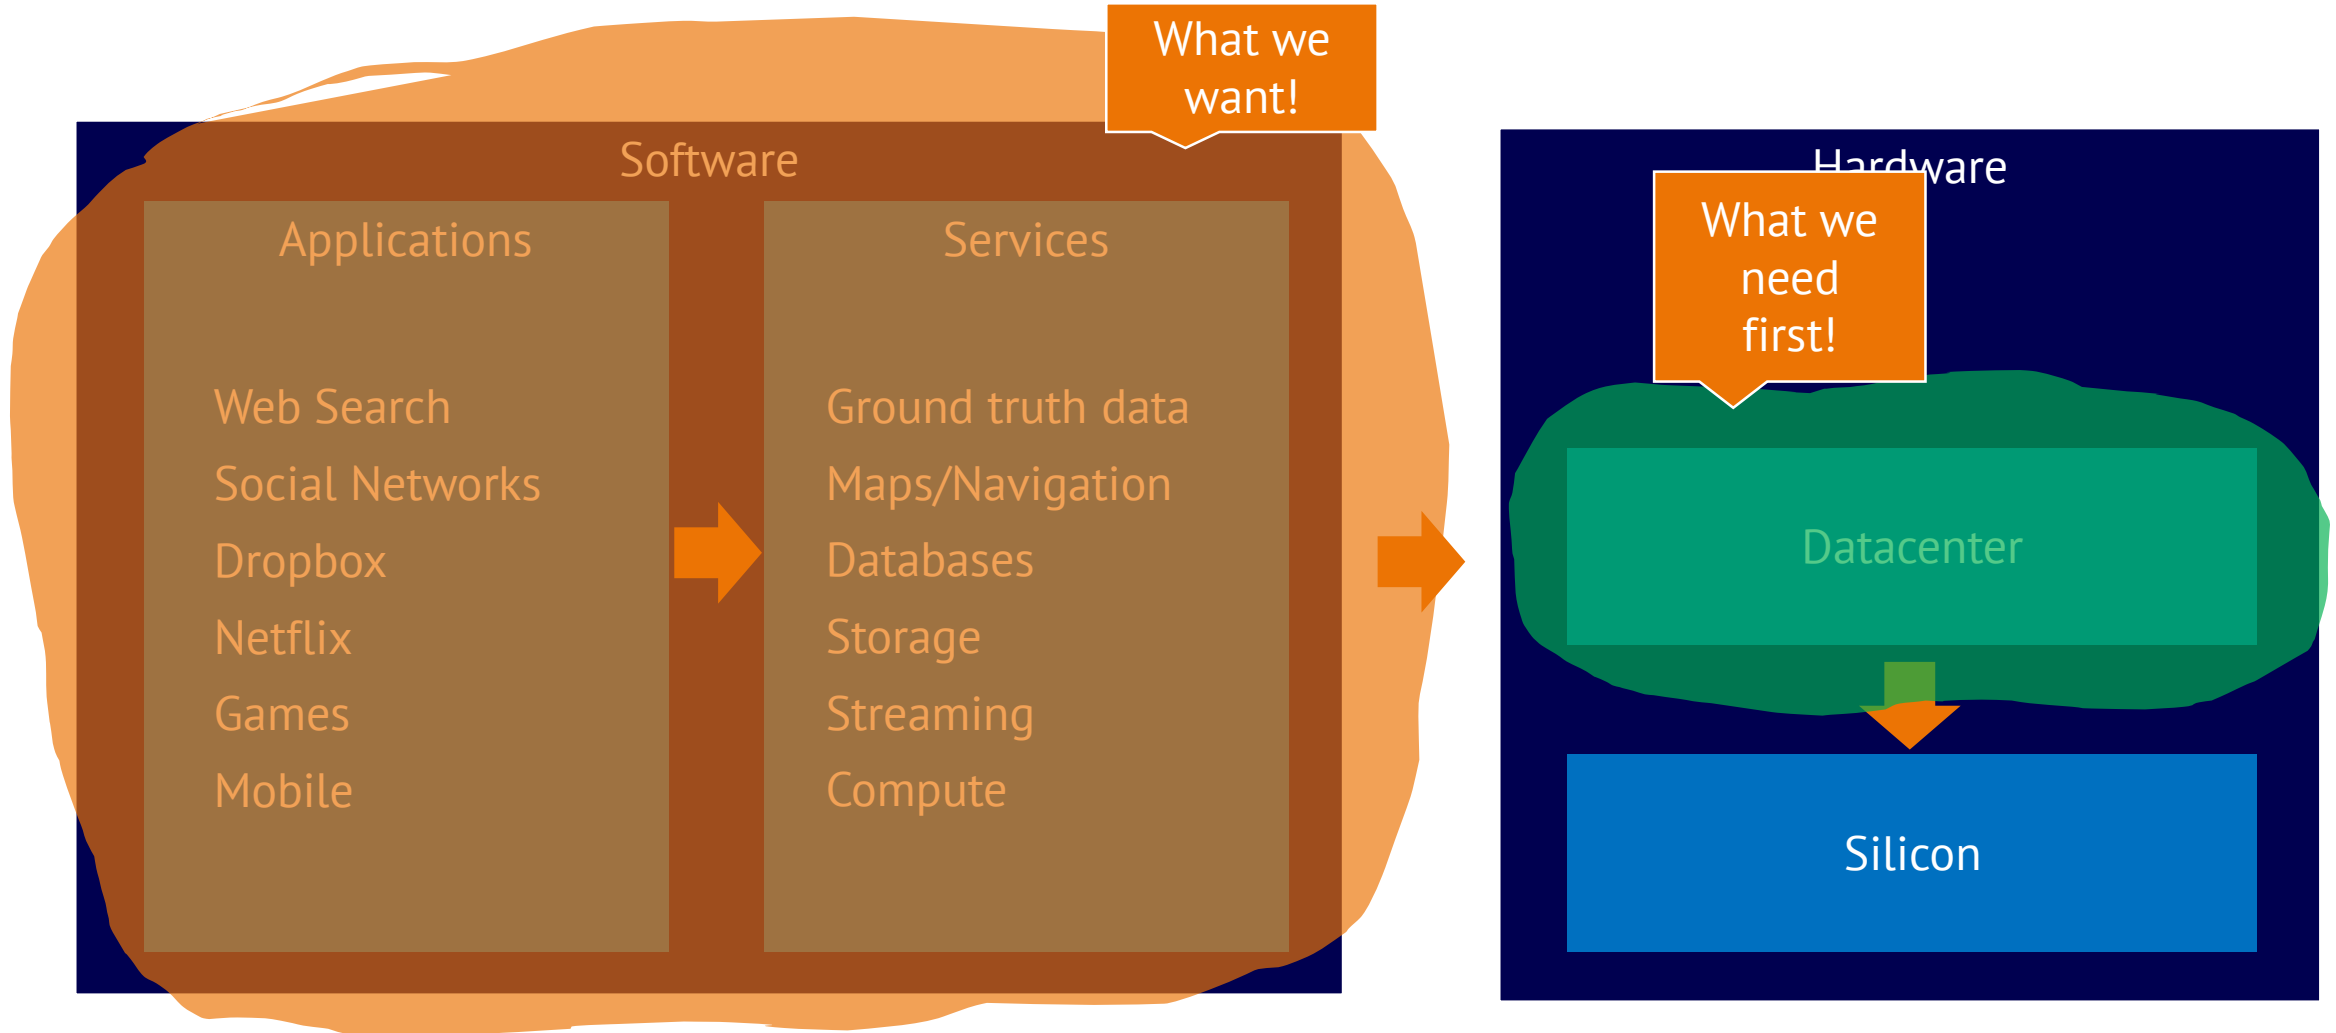 What we
want!
Software
Applications
Web Search
Social Networks
Dropbox
Netflix
Games
Mobile
Services
Ground truth data
Maps/Navigation
Databases
Storage
Streaming
Compute
Hardware
What we
need
first!
Datacenter
Silicon